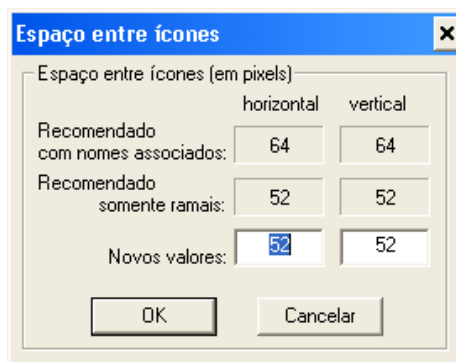 Espaço entre ícones
Espaço entre ícones (em pixels)
horizontal vertical
Recomendado
com nomes associados: 64 64
Recomendado
somente ramais: 52 52
Novos valores: 52 52
OK Cancelar